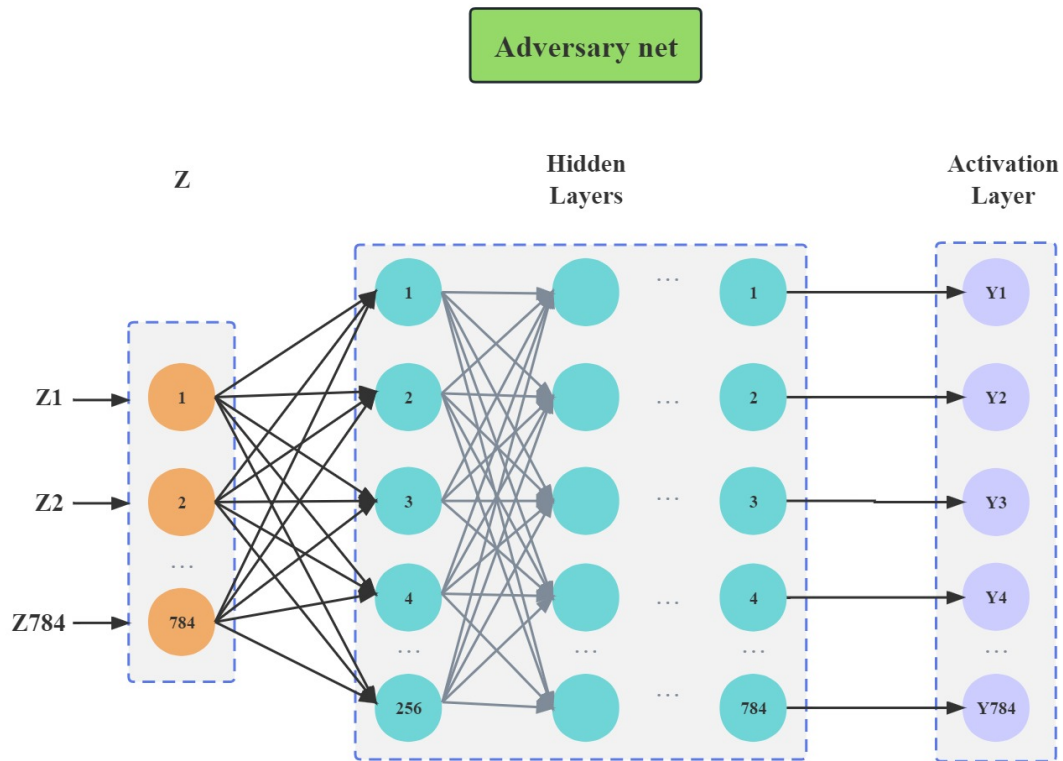 Adversary net
Z
Hidden
Layers
Activation
Layer
Z1
Z2
Z784
1
2
...
784
1
2
3
4
...
256
...
...
...
...
...
...
1
2
3
4
...
784
Y1
Y2
Y3
Y4
...
Y784